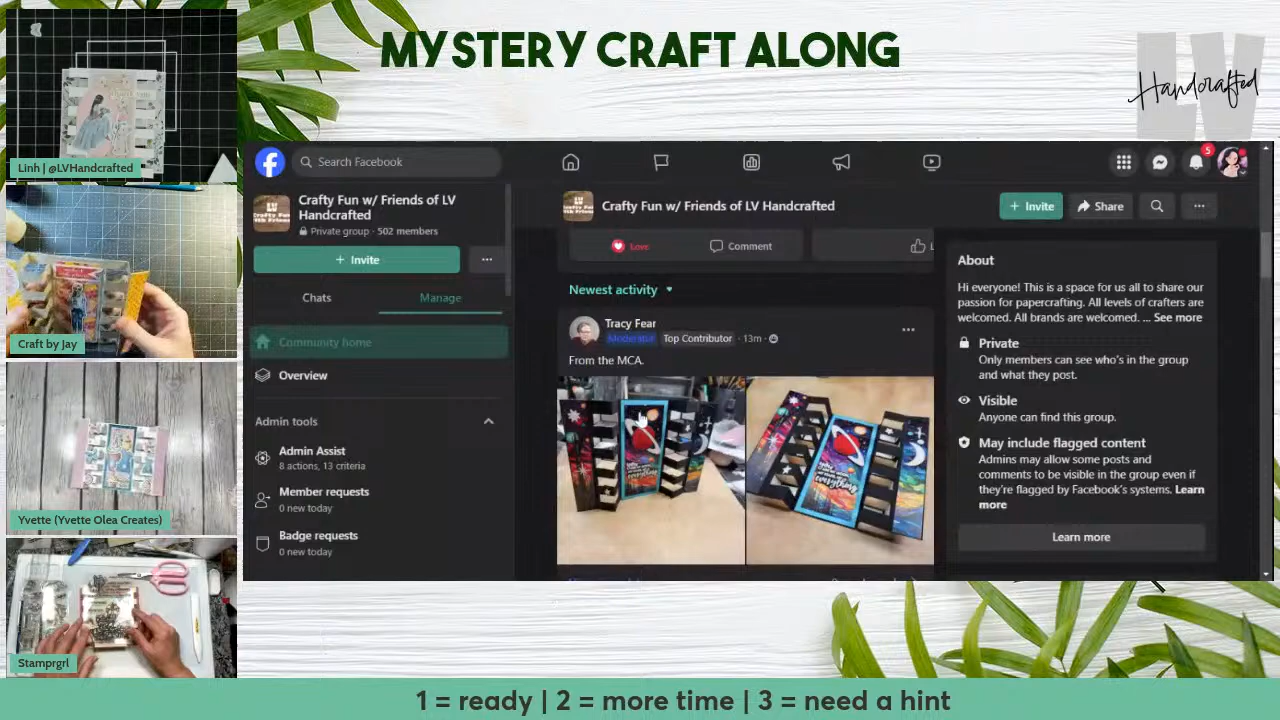 MYSTERY CRAFT ALONG
Handcrafted
Linh | @LVHandcrafted
Craft by Jay
Yvette (Yvette Olea Creates)
Stamprgrl
Search Facebook
5
Crafty Fun w/ Friends of LV
Handcrafted
Private group · 502 members
+ Invite
Chats
Manage
Community home
Overview
Admin tools
Admin Assist
8 actions, 13 criteria
Member requests
0 new today
Badge requests
0 new today
Crafty Fun w/ Friends of LV Handcrafted
+ Invite
Share
Love
Comment
L
Newest activity
Tracy Fear
Moderator
Top Contributor · 13m ·
From the MCA.
everything
About
Hi everyone! This is a space for us all to share our
passion for papercrafting. All levels of crafters are
welcomed. All brands are welcomed. ... See more
Private
Only members can see who's in the group
and what they post.
Visible
Anyone can find this group.
May include flagged content
Admins may allow some posts and
comments to be visible in the group even if
they're flagged by Facebook's systems. Learn
more
Learn more
1 = ready | 2 = more time | 3 = need a hint